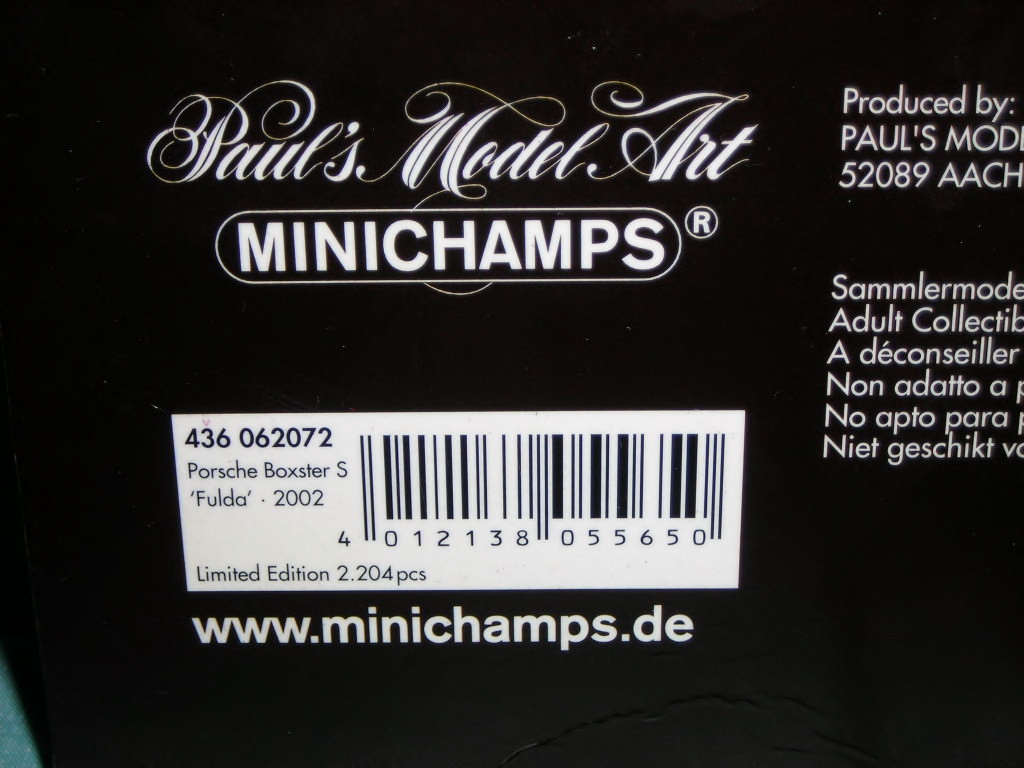 Paul's Model Art
MINICHAMPS®
Produced by:
PAUL'S MODE
52089 AACH
Sammlermode
Adult Collectib
A déconseiller
Non adatto a p
No apto para p
Niet geschikt vo
436 062072
Porsche Boxster S
'Fulda' · 2002
4 012138 055650
Limited Edition 2.204 pcs
www.minichamps.de